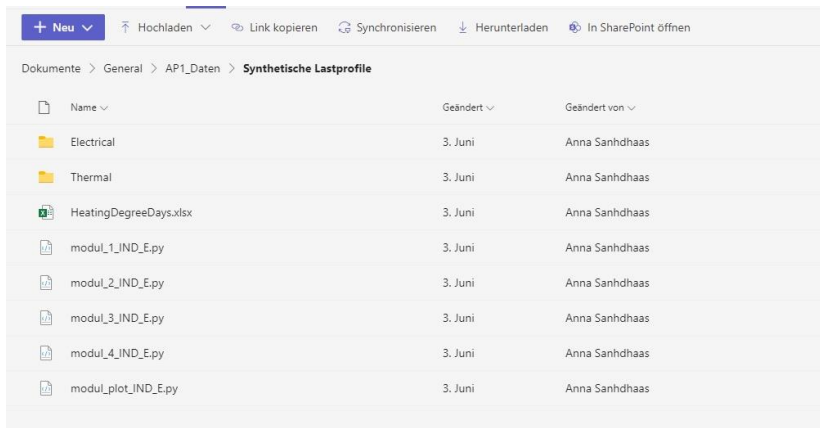 + Neu Hochladen Link kopieren Synchronisieren Herunterladen In SharePoint öffnen
Dokumente > General > AP1_Daten > Synthetische Lastprofile
Name Geändert Geändert von
Electrical 3. Juni Anna Sanhdhaas
Thermal 3. Juni Anna Sanhdhaas
HeatingDegreeDays.xlsx 3. Juni Anna Sanhdhaas
modul_1_IND_E.py 3. Juni Anna Sanhdhaas
modul_2_IND_E.py 3. Juni Anna Sanhdhaas
modul_3_IND_E.py 3. Juni Anna Sanhdhaas
modul_4_IND_E.py 3. Juni Anna Sanhdhaas
modul_plot_IND_E.py 3. Juni Anna Sanhdhaas